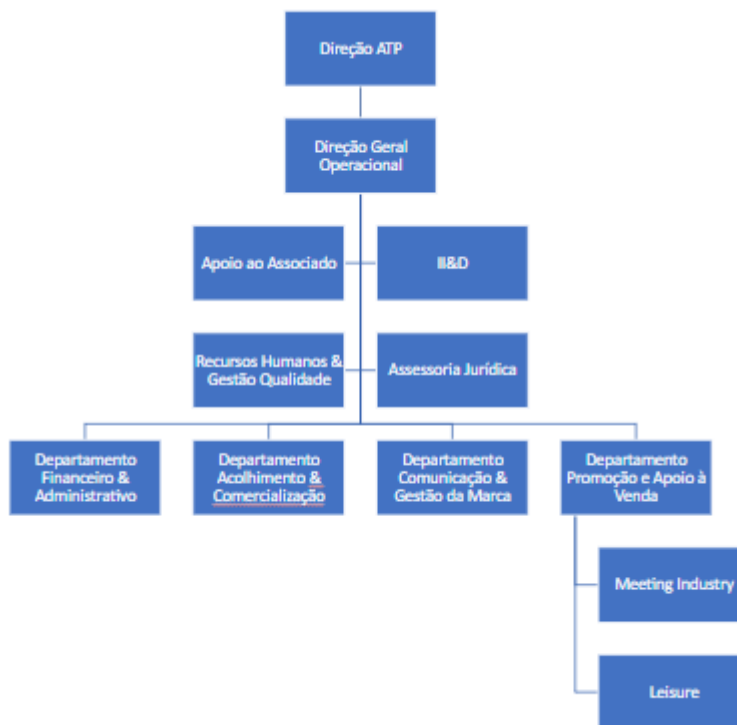 Direção ATP
Direção Geral
Operacional
Apoio ao Associado
II&D
Recursos Humanos &
Gestão Qualidade
Assessoria Jurídica
Departamento
Financeiro &
Administrativo
Departamento
Acolhimento &
Comercialização
Departamento
Comunicação &
Gestão da Marca
Departamento
Promoção e Apoio à
Venda
Meeting Industry
Leisure